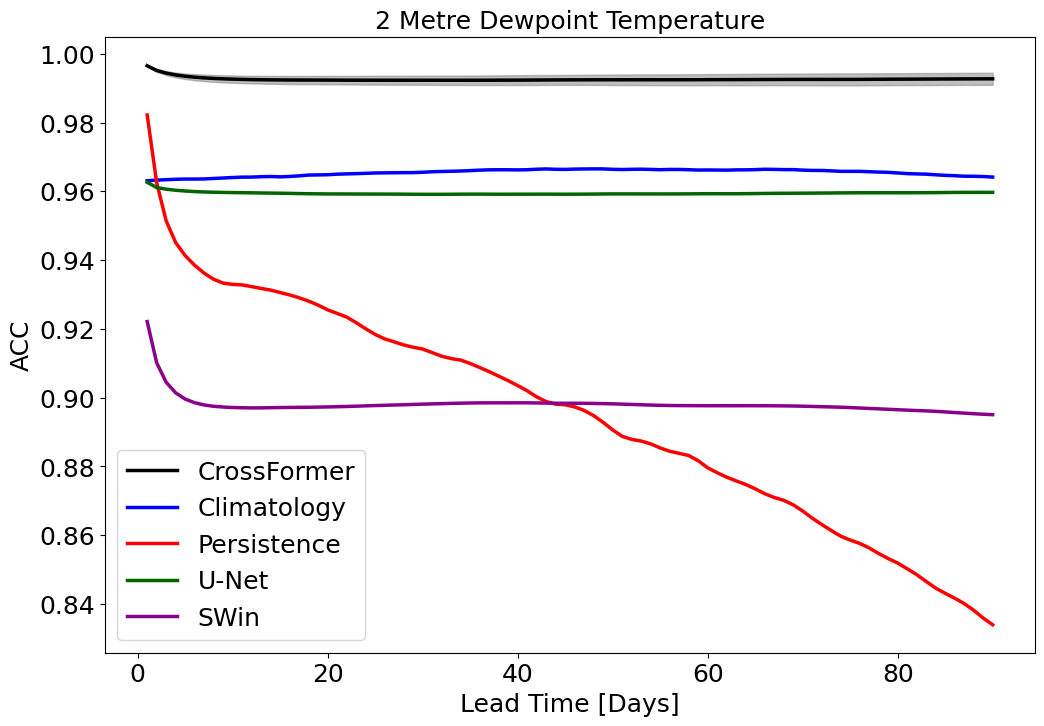 2 Metre Dewpoint Temperature
ACC
1.00
0.98
0.96
0.94
0.92
0.90
0.88
0.86
0.84
CrossFormer
Climatology
Persistence
U-Net
SWin
0 20 40 60 80
Lead Time [Days]